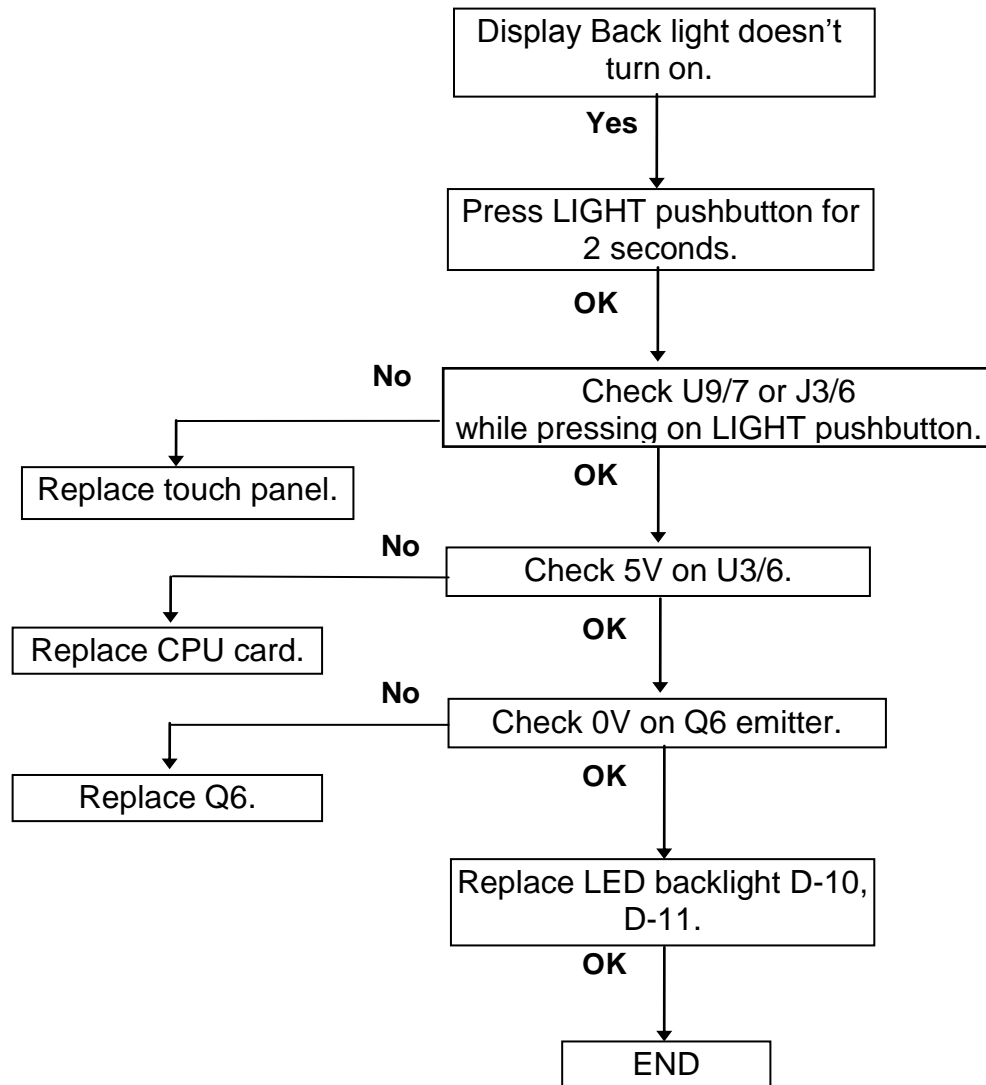 Display Back light doesn’t
turn on.
Yes
Press LIGHT pushbutton for
2 seconds.
OK
No
Check U9/7 or J3/6
while pressing on LIGHT pushbutton.
OK
Replace touch panel.
No
Check 5V on U3/6.
OK
Replace CPU card.
No
Check 0V on Q6 emitter.
OK
Replace Q6.
Replace LED backlight D-10,
D-11.
OK
END